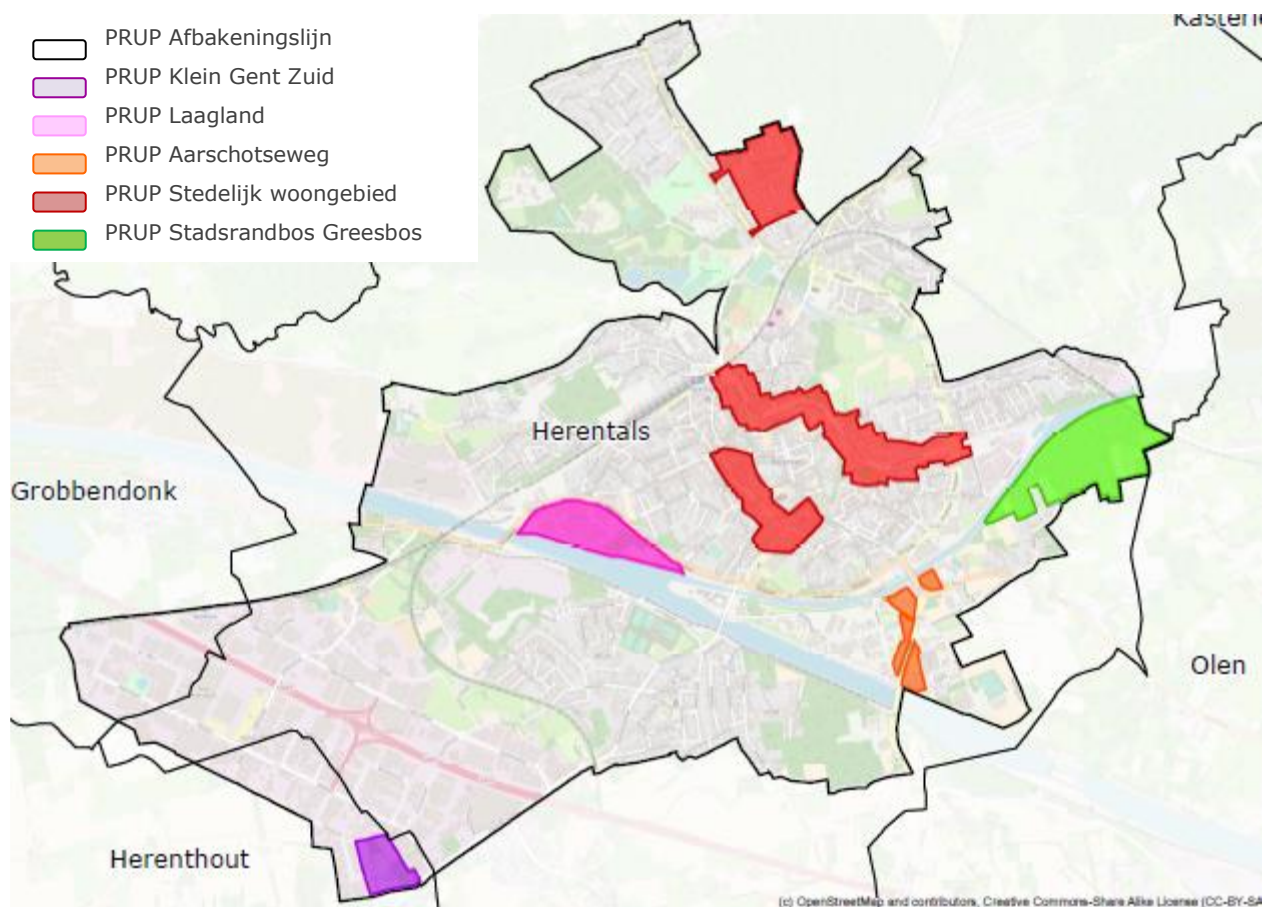 PRUP Afbakeningslijn
PRUP Klein Gent Zuid
PRUP Laagland
PRUP Aarschotseweg
PRUP Stedelijk woongebied
PRUP Stadsrandbos Greesbos
Kasterle
Herentals
Grobbendonk
Olen
Herenthout
(c) OpenStreetMap and contributors, Creative Commons-Share Alike License (CC-BY-SA